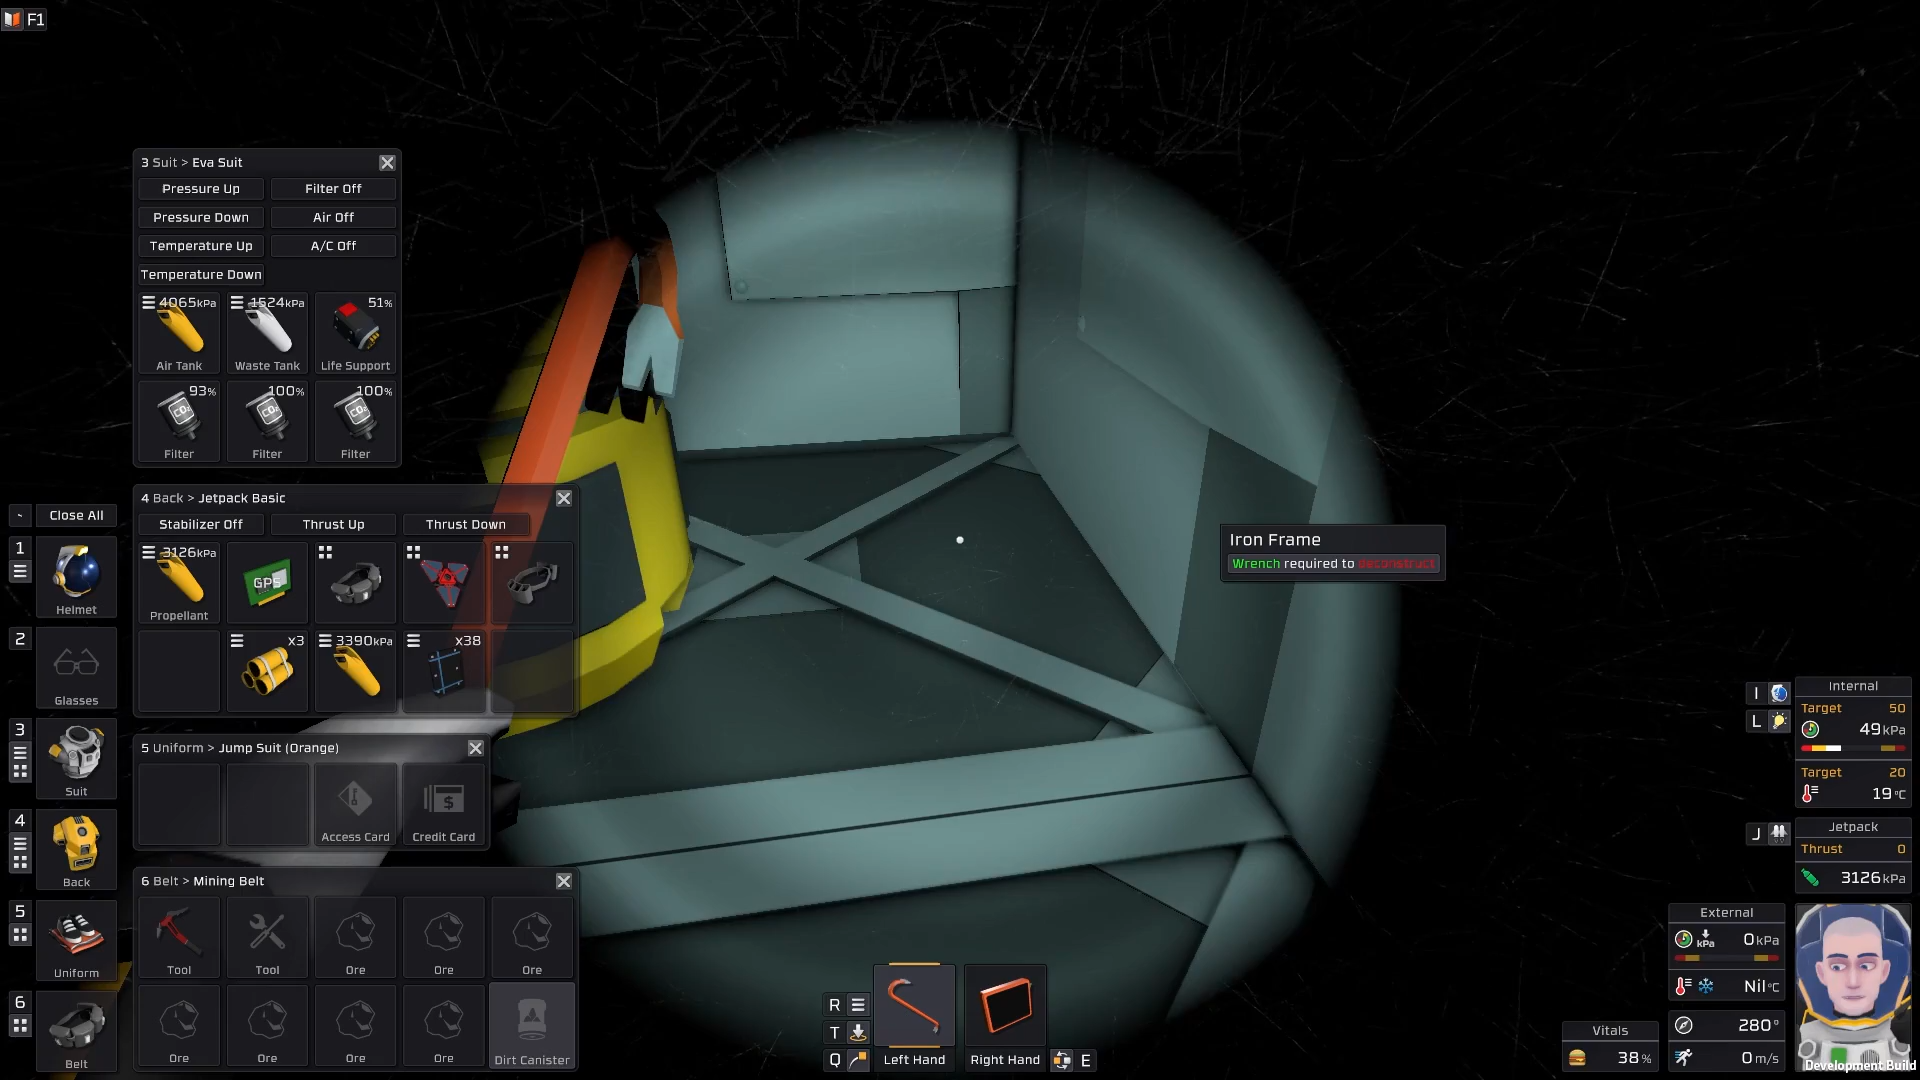 F1
3 Suit > Eva Suit
Pressure Up
Filter Off
Pressure Down
Air Off
Temperature Up
A/C Off
Temperature Down
4065kPa
1524kPa
51%
Air Tank
Waste Tank
Life Support
93%
100%
100%
CO₂
CO₂
CO₂
Filter
Filter
Filter
4 Back > Jetpack Basic
Stabilizer Off
Thrust Up
Thrust Down
3126kPa
GPS
Propellant
x3
3390kPa
x38
5 Uniform > Jump Suit (Orange)
Access Card
Credit Card
6 Belt > Mining Belt
Tool
Tool
Ore
Ore
Ore
Ore
Ore
Ore
Ore
Dirt Canister
~
Close All
1
Helmet
2
Glasses
3
Suit
4
Back
5
Uniform
6
Belt
Iron Frame
Wrench required to deconstruct
R
T
Q
Left Hand
Right Hand
E
I
L
Internal
Target 50
49kPa
Target 20
19°C
J
Jetpack
Thrust 0
3126kPa
External
kPa
0kPa
Nil°C
280°
0m/s
Vitals
38%
Development Build